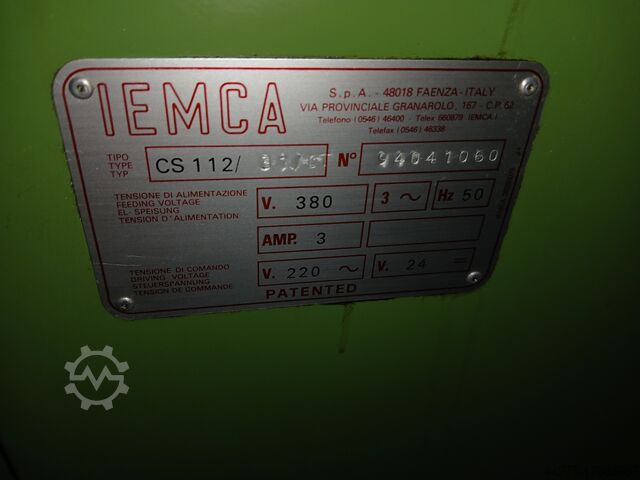 IEMCA
S.p.A. - 48018 FAENZA - ITALY
VIA PROVINCIALE GRANAROLO, 167 - C.P. 62
Telefono (0546) 46400 - Telex 660879 IEMCA I
Telefax (0546) 46338
TIPO
TYPE
TYP
CS 112/
N° 94041060
TENSIONE DI ALIMENTAZIONE
FEEDING VOLTAGE
EL.- SPEISUNG
TENSION D'ALIMENTATION
V. 380
3 ~
Hz 50
AMP. 3
TENSIONE DI COMANDO
DRIVING VOLTAGE
STEUERSPANNUNG
TENSION DE COMMANDE
V. 220 ~
V. 24 =
PATENTED